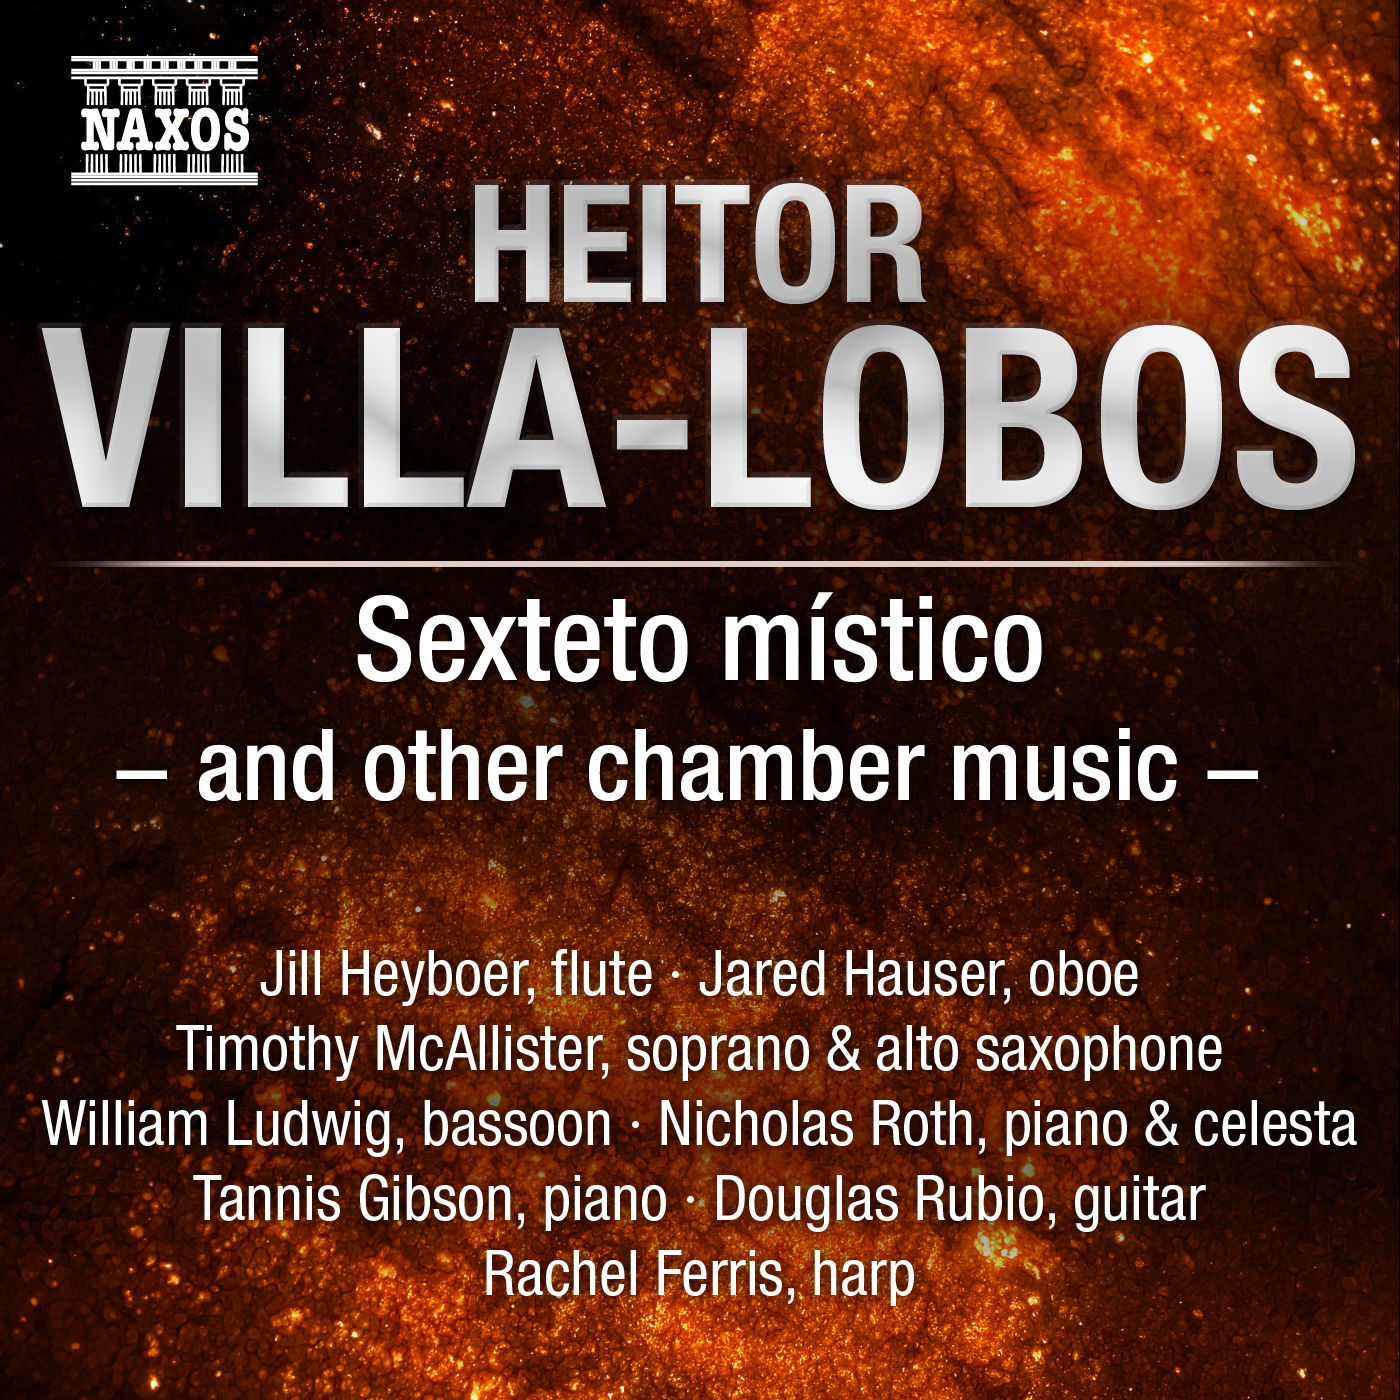 NAXOS
HEITOR
VILLA-LOBOS
Sexteto místico
– and other chamber music –
Jill Heyboer, flute · Jared Hauser, oboe
Timothy McAllister, soprano & alto saxophone
William Ludwig, bassoon · Nicholas Roth, piano & celesta
Tannis Gibson, piano · Douglas Rubio, guitar
Rachel Ferris, harp